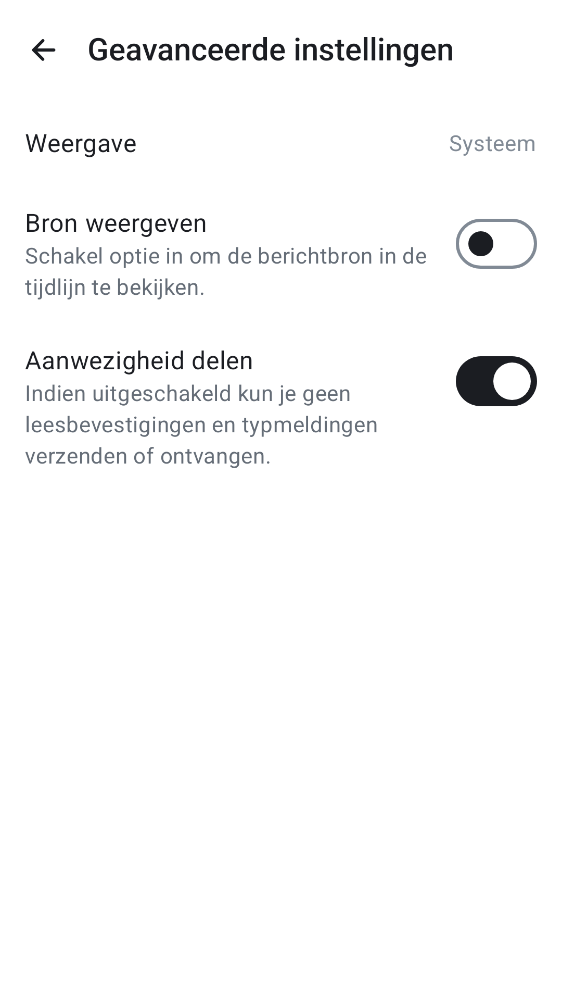 Geavanceerde instellingen
Weergave Systeem
Bron weergeven
Schakel optie in om de berichtbron in de
tijdlijn te bekijken.
Aanwezigheid delen
Indien uitgeschakeld kun je geen
leesbevestigingen en typmeldingen
verzenden of ontvangen.